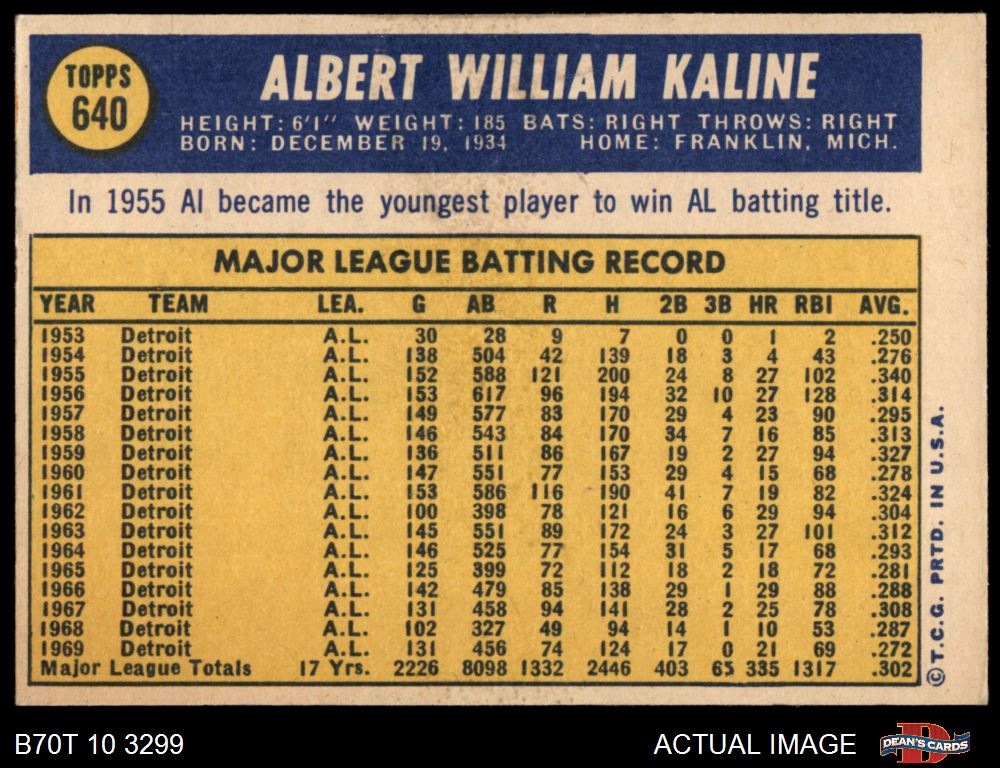 TOPPS
640
ALBERT WILLIAM KALINE
HEIGHT: 6'1" WEIGHT: 185 BATS: RIGHT THROWS: RIGHT
BORN: DECEMBER 19, 1934 HOME: FRANKLIN, MICH.
In 1955 Al became the youngest player to win AL batting title.
MAJOR LEAGUE BATTING RECORD
YEAR TEAM LEA. G AB R H 2B 3B HR RBI AVG.
1953 Detroit A.L. 30 28 9 7 0 0 1 2 .250
1954 Detroit A.L. 138 504 42 139 18 3 4 43 .276
1955 Detroit A.L. 152 588 121 200 24 8 27 102 .340
1956 Detroit A.L. 153 617 96 194 32 10 27 128 .314
1957 Detroit A.L. 149 577 83 170 29 4 23 90 .295
1958 Detroit A.L. 146 543 84 170 34 7 16 85 .313
1959 Detroit A.L. 136 511 86 167 19 2 27 94 .327
1960 Detroit A.L. 147 551 77 153 29 4 15 68 .278
1961 Detroit A.L. 153 586 116 190 41 7 19 82 .324
1962 Detroit A.L. 100 398 78 121 16 6 29 94 .304
1963 Detroit A.L. 145 551 89 172 24 3 27 101 .312
1964 Detroit A.L. 146 525 77 154 31 5 17 68 .293
1965 Detroit A.L. 125 399 72 112 18 2 18 72 .281
1966 Detroit A.L. 142 479 85 138 29 1 29 88 .288
1967 Detroit A.L. 131 458 94 141 28 2 25 78 .308
1968 Detroit A.L. 102 327 49 94 14 1 10 53 .287
1969 Detroit A.L. 131 456 74 124 17 0 21 69 .272
Major League Totals 17 Yrs. 2226 8098 1332 2446 403 65 335 1317 .302
©T.C.G. PRTD. IN U.S.A.
B70T 10 3299
ACTUAL IMAGE
DEAN'S CARDS